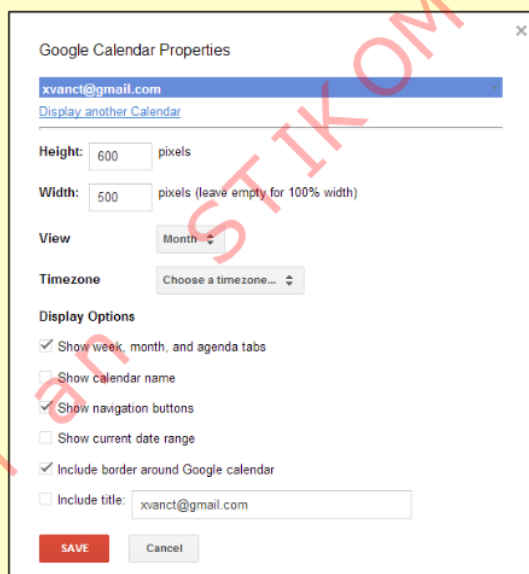 ×
Google Calendar Properties
xvanct@gmail.com
Display another Calendar
Height: 600 pixels
Width: 500 pixels (leave empty for 100% width)
View Month
Timezone Choose a timezone...
Display Options
Show week, month, and agenda tabs
Show calendar name
Show navigation buttons
Show current date range
Include border around Google calendar
Include title: xvanct@gmail.com
SAVE Cancel
an STIKOM